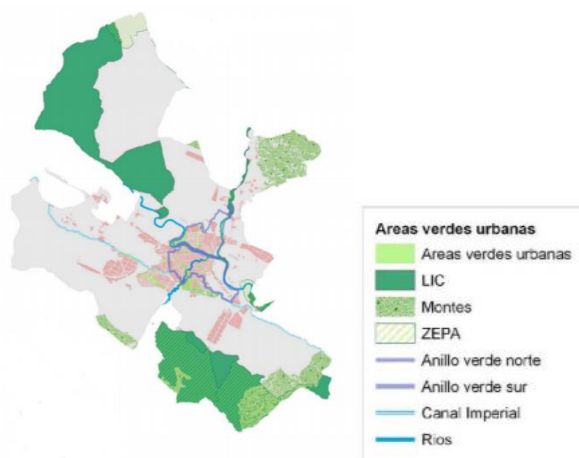 Areas verdes urbanas
Areas verdes urbanas
LIC
Montes
ZEPA
Anillo verde norte
Anillo verde sur
Canal Imperial
Rios